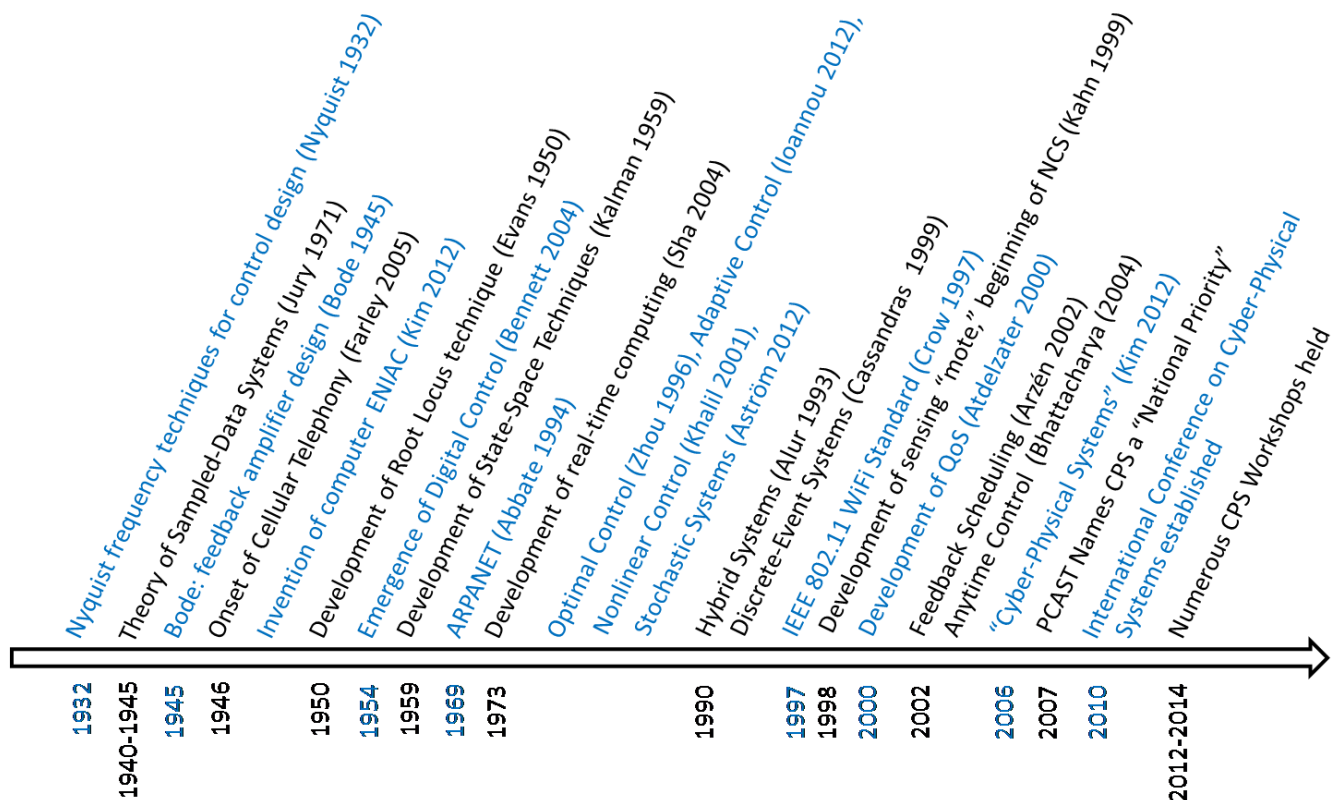 Nyquist frequency techniques for control design (Nyquist 1932)
Theory of Sampled-Data Systems (Jury 1971)
Bode: feedback amplifier design (Bode 1945)
Onset of Cellular Telephony (Farley 2005)
Invention of computer ENIAC (Kim 2012)
Development of Root Locus technique (Evans 1950)
Emergence of Digital Control (Bennett 2004)
Development of State-Space Techniques (Kalman 1959)
ARPANET (Abbate 1994)
Development of real-time computing (Sha 2004)
Optimal Control (Zhou 1996), Adaptive Control (Ioannou 2012),
Nonlinear Control (Khalil 2001),
Stochastic Systems (Aström 2012)
Hybrid Systems (Alur 1993)
Discrete-Event Systems (Cassandras 1999)
IEEE 802.11 WiFi Standard (Crow 1997)
Development of sensing “mote,” beginning of NCS (Kahn 1999)
Development of QoS (Atdelzater 2000)
Feedback Scheduling (Arzén 2002)
Anytime Control (Bhattacharya (2004)
“Cyber-Physical Systems” (Kim 2012)
PCAST Names CPS a “National Priority”
International Conference on Cyber-Physical
Systems established
Numerous CPS Workshops held
1932
1940-1945
1945
1946
1950
1954
1959
1969
1973
1990
1997
1998
2000
2002
2006
2007
2010
2012-2014